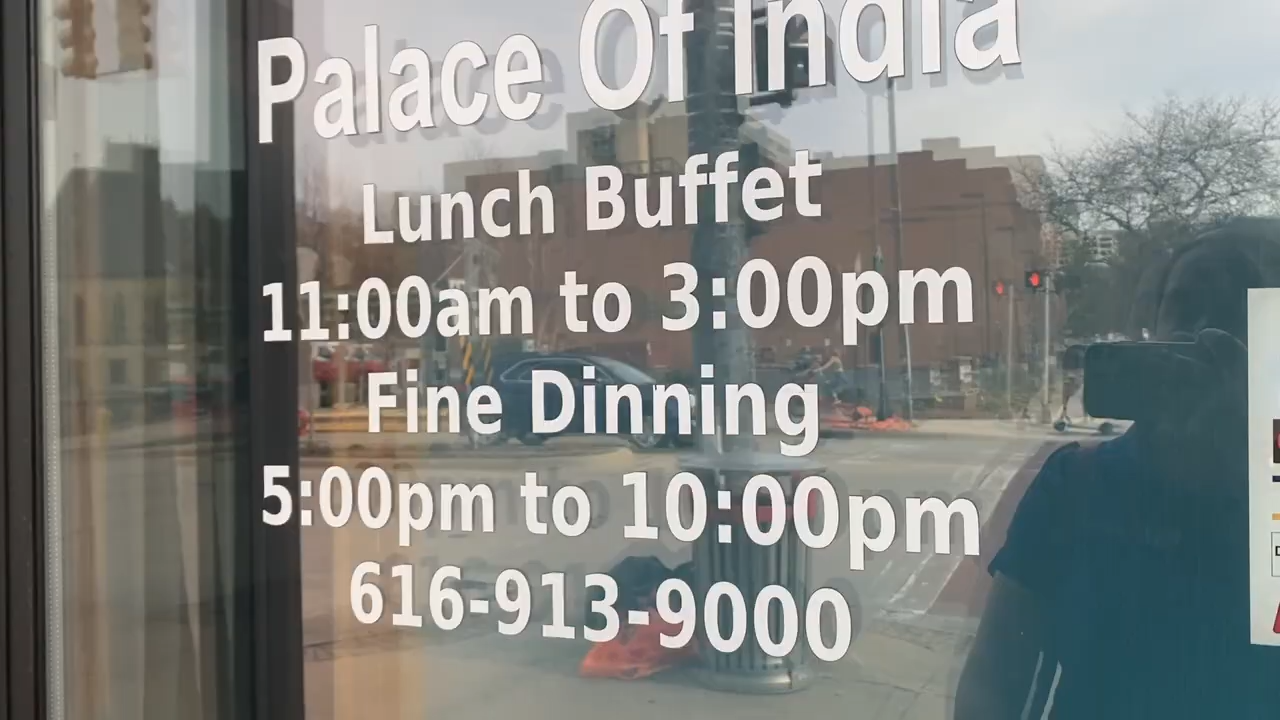 Palace Of India
Lunch Buffet
11:00am to 3:00pm
Fine Dinning
5:00pm to 10:00pm
616-913-9000